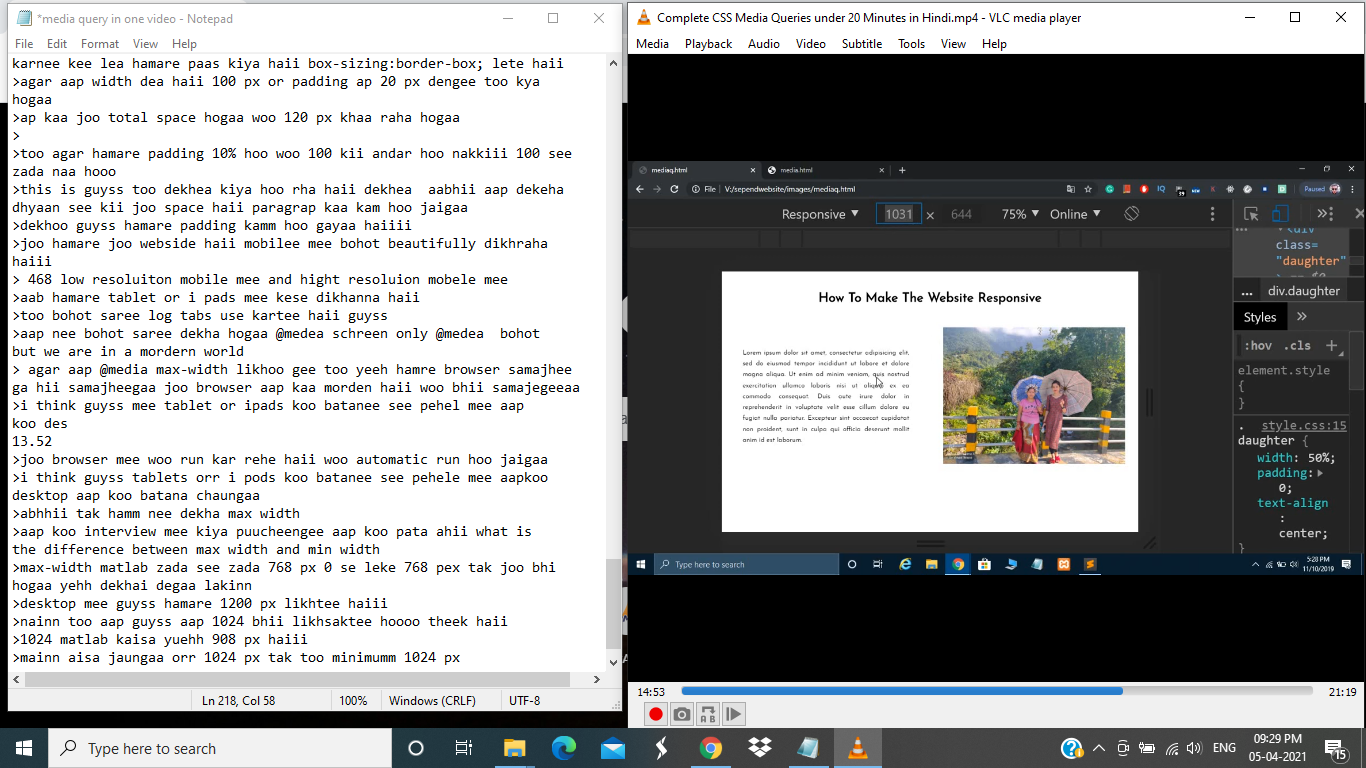 *media query in one video - Notepad
File Edit Format View Help
karnee kee lea hamare paas kiya haii box-sizing:border-box; lete haii
>agar aap width dea haii 100 px or padding ap 20 px dengee too kya
hogaa
>ap kaa joo total space hogaa woo 120 px khaa raha hogaa
>
>too agar hamare padding 10% hoo woo 100 kii andar hoo nakkiii 100 see
zada naa hooo
>this is guyss too dekhea kiya hoo rha haii dekhea  aabhii aap dekeha
dhyaan see kii joo space haii paragrap kaa kam hoo jaigaa
>dekhoo guyss hamare padding kamm hoo gayaa haiiii
>joo hamare joo webside haii mobilee mee bohot beautifully dikhraha
haiii
> 468 low resoluiton mobile mee and hight resoluion mobele mee
>aab hamare tablet or i pads mee kese dikhanna haii
>too bohot saree log tabs use kartee haii guyss
>aap nee bohot saree dekha hogaa @medea schreen only @medea  bohot
but we are in a mordern world
> agar aap @media max-width likhoo gee too yeeh hamre browser samajhee
ga hii samajheega joo browser aap kaa morden haii woo bhii samajegeeaa
>i think guyss mee tablet or ipads koo batanee see pehel mee aap
koo des
13.52
>joo browser mee woo run kar rehe haii woo automatic run hoo jaigaa
>i think guyss tablets orr i pods koo batanee see pehele mee aapkoo
desktop aap koo batana chaungaa
>abhhii tak hamm nee dekha max width
>aap koo interview mee kiya puucheengee aap koo pata ahii what is
the difference between max width and min width
>max-width matlab zada see zada 768 px 0 se leke 768 pex tak joo bhi
hogaa yehh dekhai degaa lakinn
>desktop mee guyss hamare 1200 px likhtee haiii
>nainn too aap guyss aap 1024 bhii likhsaktee hoooo theek haii
>1024 matlab kaisa yuehh 908 px haiii
>mainn aisa jaungaa orr 1024 px tak too minimumm 1024 px
Ln 218, Col 58 100% Windows (CRLF) UTF-8
Complete CSS Media Queries under 20 Minutes in Hindi.mp4 - VLC media player
Media Playback Audio Video Subtitle Tools View Help
mediaq.html media.html
File V:/sependwebsite/images/mediaq.html Paused
Responsive 1031 × 644 75% Online
How To Make The Website Responsive
Lorem ipsum dolor sit amet, consectetur adipisicing elit,
sed do eiusmod tempor incididunt ut labore et dolore
magna aliqua. Ut enim ad minim veniam, quis nostrud
exercitation ullamco laboris nisi ut aliquip ex ea
commodo consequat. Duis aute irure dolor in
reprehenderit in voluptate velit esse cillum dolore eu
fugiat nulla pariatur. Excepteur sint occaecat cupidatat
non proident, sunt in culpa qui officia deserunt mollit
anim id est laborum.
<div
class=
"daughter"
... div.daughter
Styles
:hov .cls +
element.style
{
}
. style.css:15
daughter {
width: 50%;
padding:
0;
text-align
:
center;
}
Type here to search
5:28 PM
11/10/2019
14:53 21:19
Type here to search
ENG
09:29 PM
05-04-2021
15